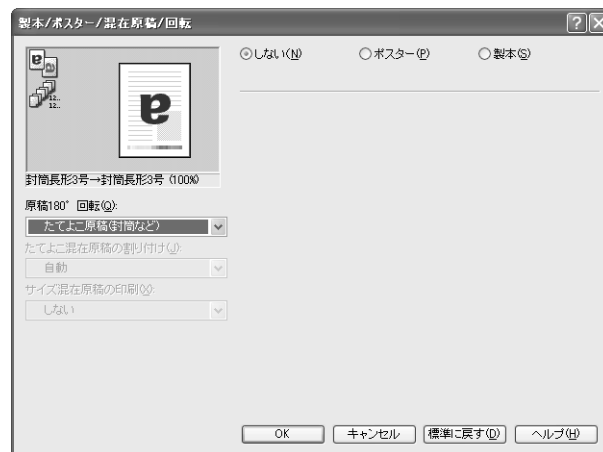 製本/ポスター/混在原稿/回転
しない(N)
ポスター(P)
製本(S)
a
a
12..
12..
a
封筒長形3号→封筒長形3号 (100%)
原稿180° 回転(Q):
たてよこ原稿(封筒など)
たてよこ混在原稿の割り付け(J):
自動
サイズ混在原稿の印刷(X):
しない
OK
キャンセル
標準に戻す(D)
ヘルプ(H)